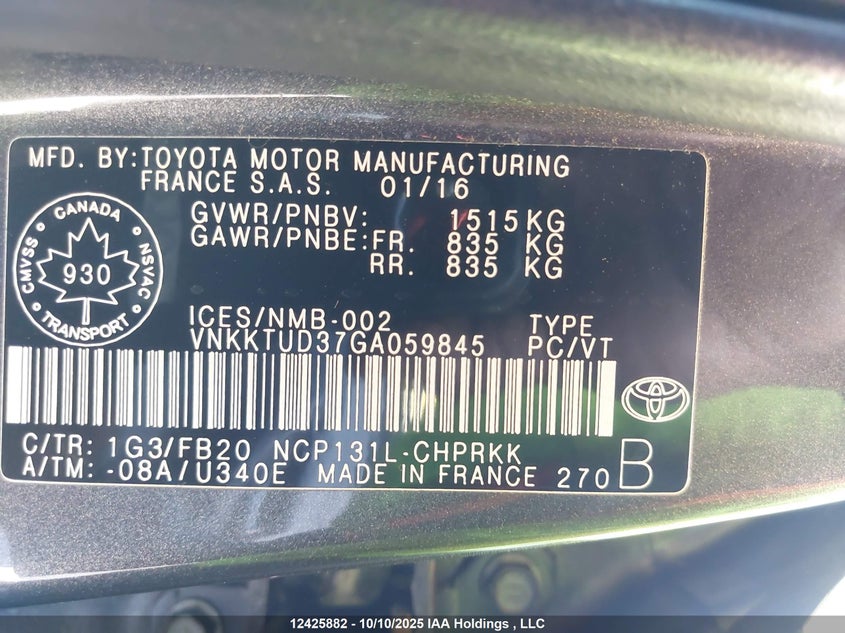 MFD. BY:TOYOTA MOTOR MANUFACTURING
FRANCE S.A.S. 01/16
GVWR/PNBV: 1515 KG
GAWR/PNBE:FR. 835 KG
RR. 835 KG
CANADA
CMVSS
NSVAC
930
TRANSPORT
ICES/NMB-002 TYPE
VNKKTUD37GA059845 PC/VT
C/TR: 1G3/FB20 NCP131L-CHPRKK
A/TM: -08A/U340E MADE IN FRANCE 270 B
12425882 - 10/10/2025 IAA Holdings , LLC